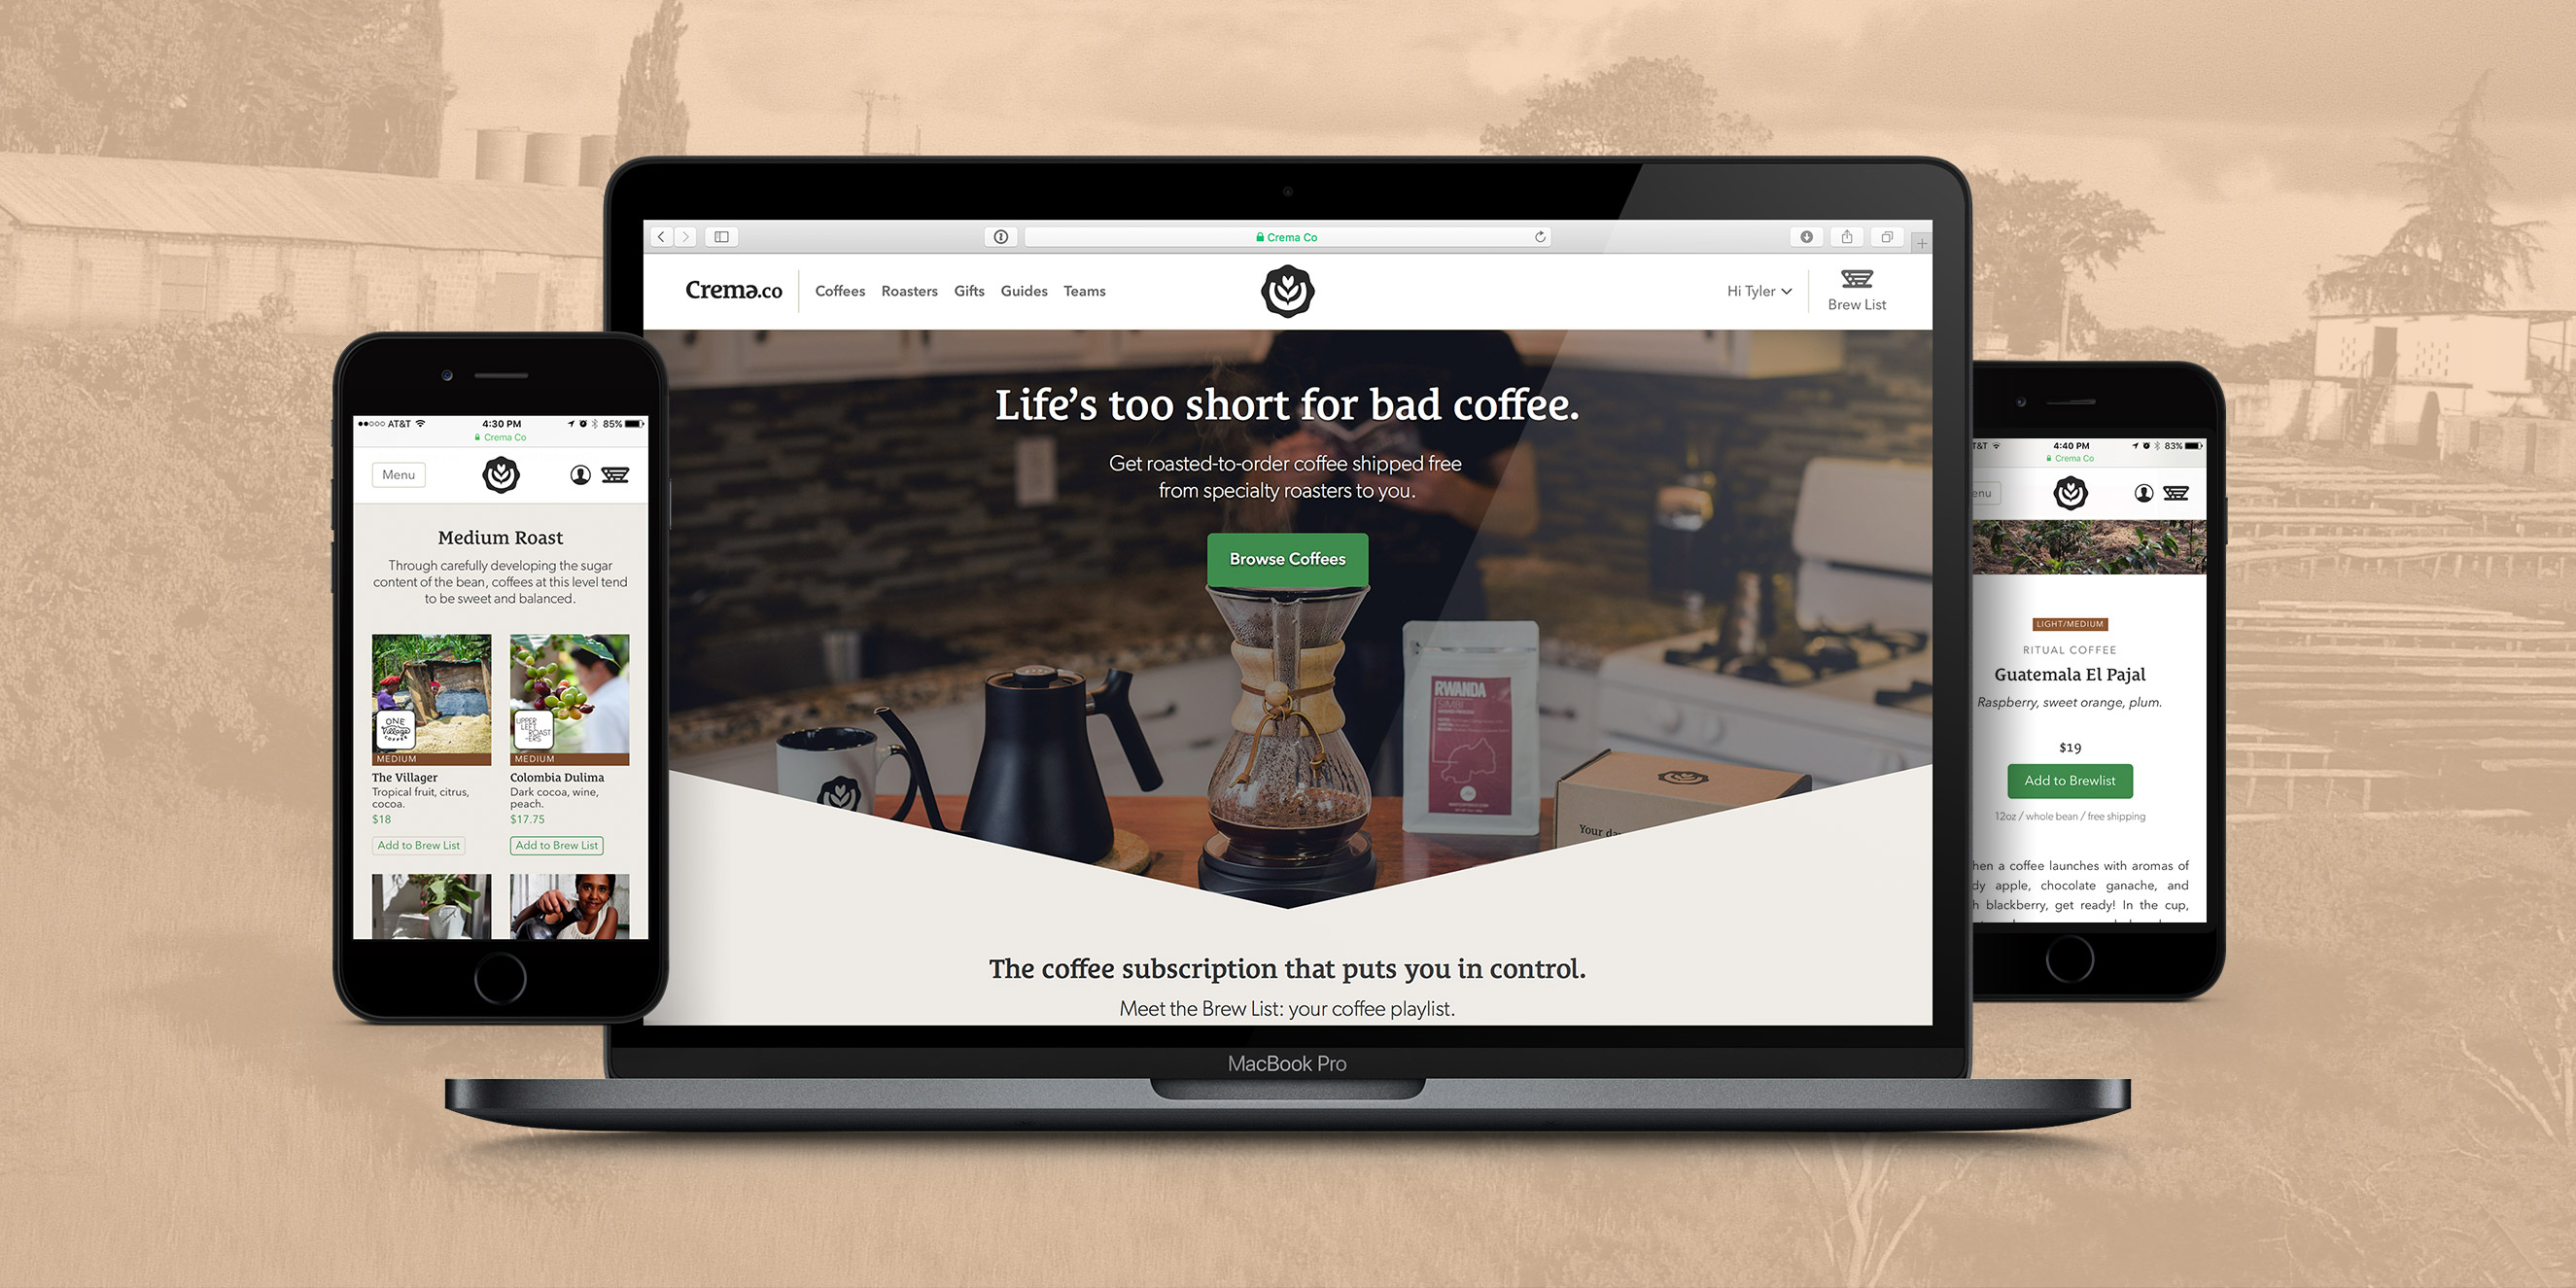 Crema Co
Crema.co
Coffees Roasters Gifts Guides Teams
Hi Tyler
Brew List
Life's too short for bad coffee.
Get roasted-to-order coffee shipped free
from specialty roasters to you.
Browse Coffees
RWANDA
SIMBI
Your
The coffee subscription that puts you in control.
Meet the Brew List: your coffee playlist.
MacBook Pro
AT&T 4:30 PM 85%
Crema Co
Menu
Medium Roast
Through carefully developing the sugar
content of the bean, coffees at this level tend
to be sweet and balanced.
ONE
Village
COFFEE
MEDIUM
The Villager
Tropical fruit, citrus,
cocoa.
$18
Add to Brew List
UPPER
LEFT
ROAST
-ERS
MEDIUM
Colombia Dulima
Dark cocoa, wine,
peach.
$17.75
Add to Brew List
T&T 4:40 PM 83%
Crema Co
enu
LIGHT/MEDIUM
RITUAL COFFEE
Guatemala El Pajal
Raspberry, sweet orange, plum.
$19
Add to Brewlist
12oz / whole bean / free shipping
hen a coffee launches with aromas of
dy apple, chocolate ganache, and
h blackberry, get ready! In the cup,